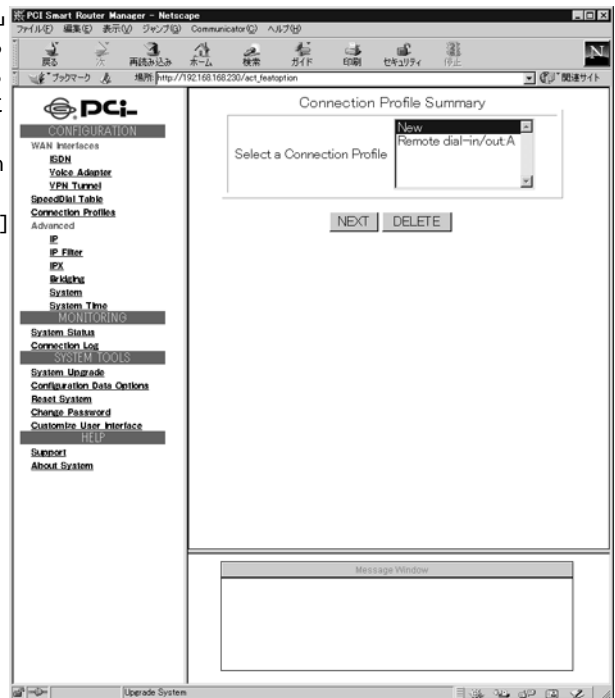 PCI Smart Router Manager - Netscape
ファイル(F) 編集(E) 表示(V) ジャンプ(G) Communicator(C) ヘルプ(H)
戻る 次 再読み込み ホーム 検索 ガイド 印刷 セキュリティ 停止
ブックマーク 場所: http://192.168.168.230/act_featoption 関連サイト
PCi
CONFIGURATION
WAN Interfaces
ISDN
Voice Adapter
VPN Tunnel
SpeedDial Table
Connection Profiles
Advanced
IP
IP Filter
IPX
Bridging
System
System Time
MONITORING
System Status
Connection Log
SYSTEM TOOLS
System Upgrade
Configuration Data Options
Reset System
Change Password
Customize User Interface
HELP
Support
About System
Connection Profile Summary
Select a Connection Profile
New
Remote dial-in/out:A
NEXT DELETE
Message Window
Upgrade System